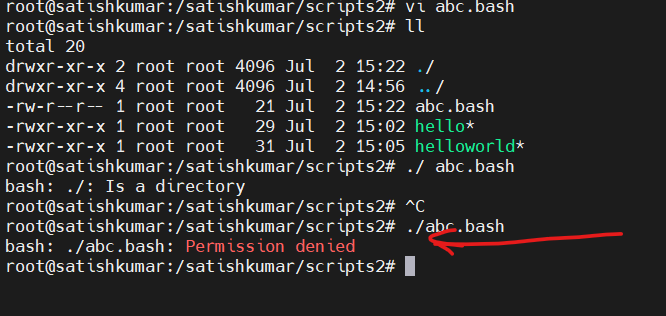 root@satishkumar:/satishkumar/scripts2# vi abc.bash
root@satishkumar:/satishkumar/scripts2# ll
total 20
drwxr-xr-x 2 root root 4096 Jul  2 15:22 ./
drwxr-xr-x 4 root root 4096 Jul  2 14:56 ../
-rw-r--r-- 1 root root   21 Jul  2 15:22 abc.bash
-rwxr-xr-x 1 root root   29 Jul  2 15:02 hello*
-rwxr-xr-x 1 root root   31 Jul  2 15:05 helloworld*
root@satishkumar:/satishkumar/scripts2# ./ abc.bash
bash: ./: Is a directory
root@satishkumar:/satishkumar/scripts2# ^C
root@satishkumar:/satishkumar/scripts2# ./abc.bash
bash: ./abc.bash: Permission denied
root@satishkumar:/satishkumar/scripts2#